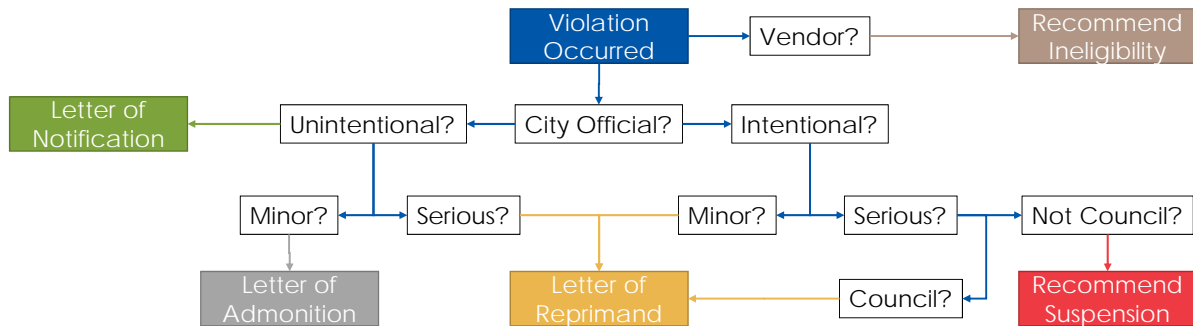 Violation
Occurred
Vendor?
Recommend
Ineligibility
Letter of
Notification
Unintentional?
City Official?
Intentional?
Minor?
Serious?
Minor?
Serious?
Not Council?
Letter of
Admonition
Letter of
Reprimand
Council?
Recommend
Suspension